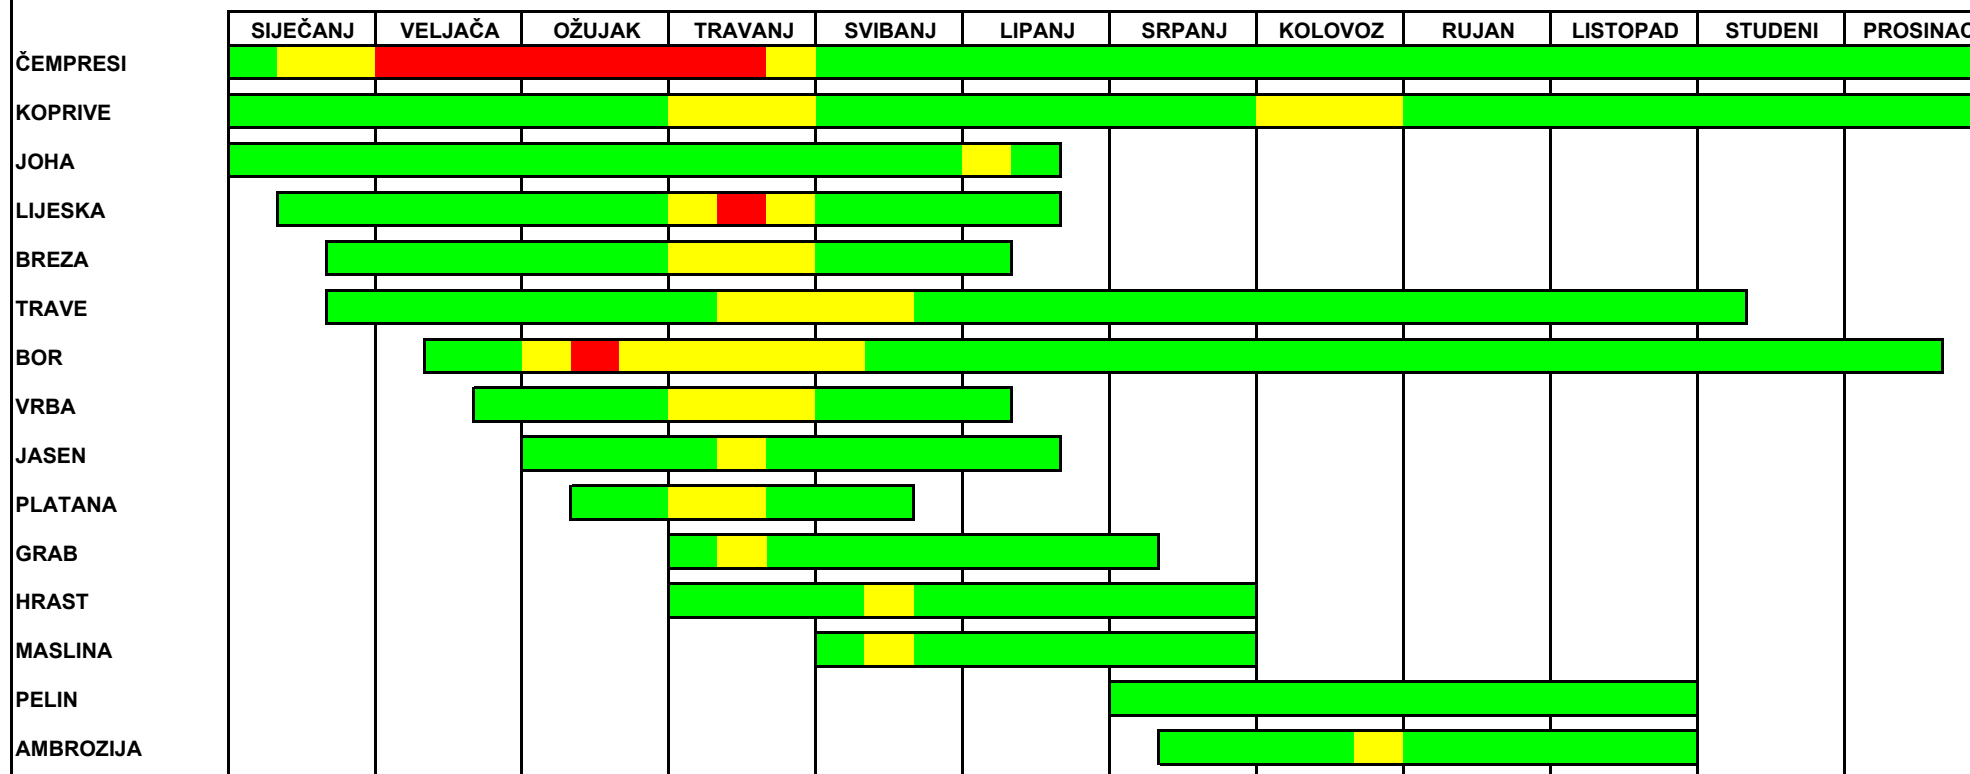 SIJEČANJ VELJAČA OŽUJAK TRAVANJ SVIBANJ LIPANJ SRPANJ KOLOVOZ RUJAN LISTOPAD STUDENI PROSINAC
ČEMPRESI
KOPRIVE
JOHA
LIJESKA
BREZA
TRAVE
BOR
VRBA
JASEN
PLATANA
GRAB
HRAST
MASLINA
PELIN
AMBROZIJA